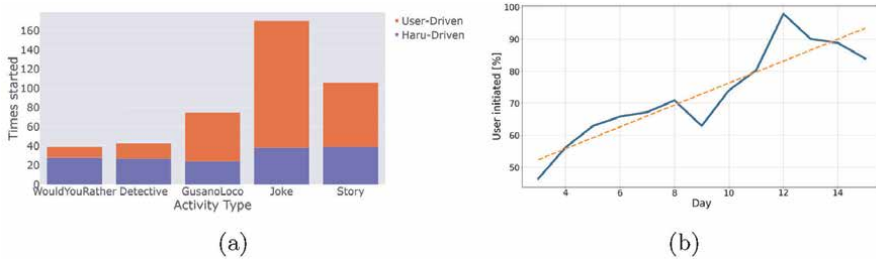 User-Driven
Haru-Driven
Times started
160
140
120
100
80
60
40
20
0
WouldYouRather Detective GusanoLoco Joke Story
Activity Type
(a)
User initiated [%]
100
90
80
70
60
50
4 6 8 10 12 14
Day
(b)